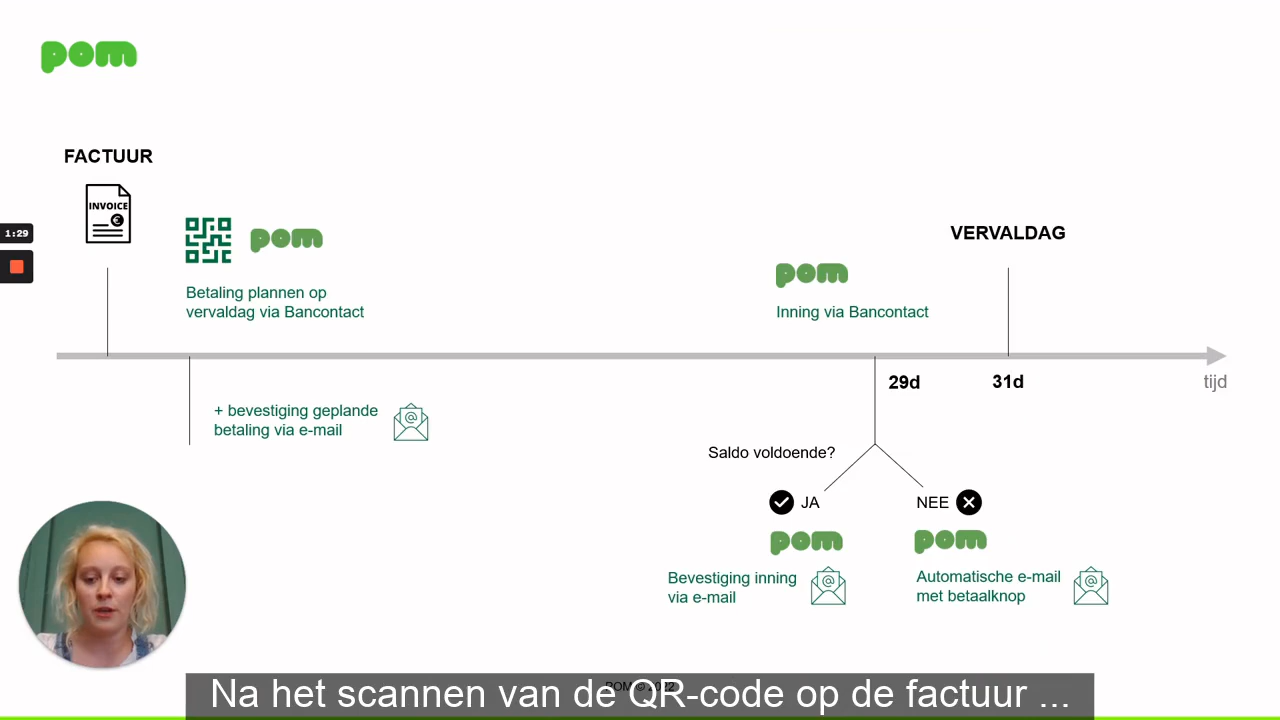 pom
FACTUUR
INVOICE
€
1:29
pom
VERVALDAG
pom
Betaling plannen op
vervaldag via Bancontact
Inning via Bancontact
29d
31d
tijd
+ bevestiging geplande
betaling via e-mail
@
Saldo voldoende?
JA
NEE
pom
pom
Bevestiging inning
via e-mail
@
Automatische e-mail
met betaalknop
@
POM © 2022
Na het scannen van de QR-code op de factuur ...